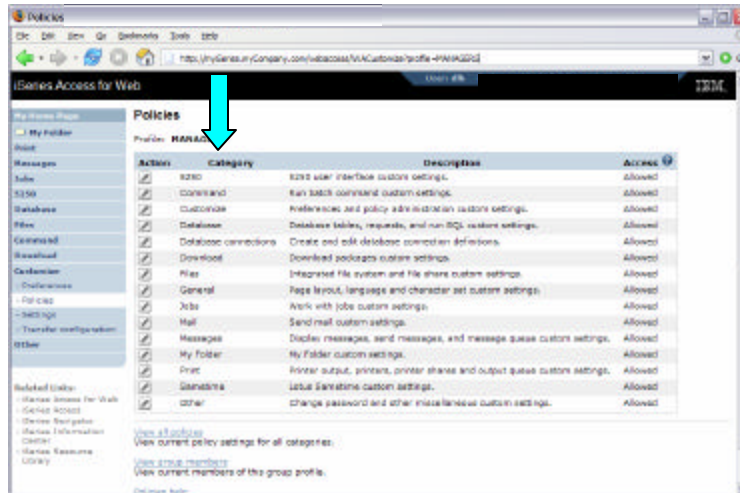 Policies
File Edit View Go Bookmarks Tools Help
iSeries Access for Web
IBM
My Home Page
My Folder
Print
Messages
Jobs
5250
Database
Files
Command
Download
Customize
- Preferences
- Policies
- Settings
- Transfer configuration
Other
Related Links:
- iSeries Access for Web
- iSeries Access
- iSeries Navigator
- iSeries Information Center
- iSeries Resource Library
Policies
Profile: MANAG
Action Category Description Access
5250 5250 user interface custom settings. Allowed
Command Run batch command custom settings. Allowed
Customize Preferences and policy administration custom settings. Allowed
Database Database tables, requests, and run SQL custom settings. Allowed
Database connections Create and edit database connection definitions. Allowed
Download Download packages custom settings. Allowed
Files Integrated file system and file share custom settings. Allowed
General Page layout, language and character set custom settings. Allowed
Jobs Work with jobs custom settings. Allowed
Mail Send mail custom settings. Allowed
Messages Display messages, send messages, and message queue custom settings. Allowed
My Folder My Folder custom settings. Allowed
Print Printer output, printers, printer shares and output queue custom settings. Allowed
Sametime Lotus Sametime custom settings. Allowed
Other Change password and other miscellaneous custom settings. Allowed
View all policies
View current policy settings for all categories.
View group members
View current members of this group profile.